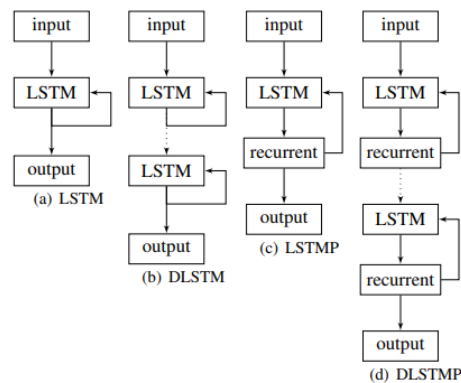 input
LSTM
output
(a) LSTM
input
LSTM
LSTM
output
(b) DLSTM
input
LSTM
recurrent
output
(c) LSTMP
input
LSTM
recurrent
LSTM
recurrent
output
(d) DLSTMP